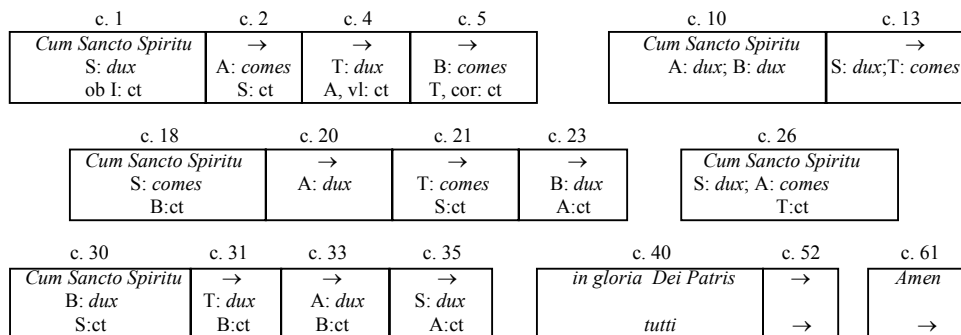 c. 1 c. 2 c. 4 c. 5 c. 10 c. 13
Cum Sancto Spiritu → → → Cum Sancto Spiritu →
S: dux A: comes T: dux B: comes A: dux; B: dux S: dux;T: comes
ob I: ct S: ct A, vl: ct T, cor: ct
c. 18 c. 20 c. 21 c. 23 c. 26
Cum Sancto Spiritu → → → Cum Sancto Spiritu
S: comes A: dux T: comes B: dux S: dux; A: comes
B:ct S:ct A:ct T:ct
c. 30 c. 31 c. 33 c. 35 c. 40 c. 52 c. 61
Cum Sancto Spiritu → → → in gloria Dei Patris → Amen
B: dux T: dux A: dux S: dux
S:ct B:ct B:ct A:ct tutti → →